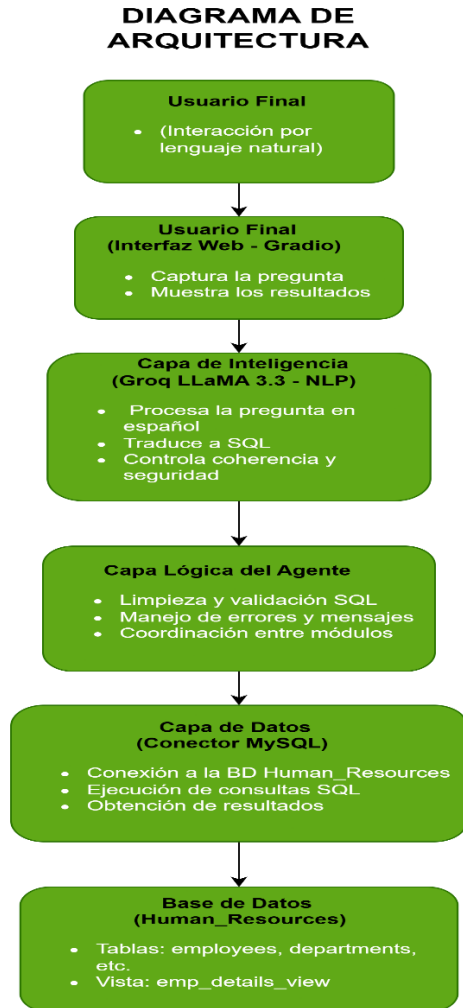 DIAGRAMA DE
ARQUITECTURA
Usuario Final
• (Interacción por
lenguaje natural)
Usuario Final
(Interfaz Web - Gradio)
• Captura la pregunta
• Muestra los resultados
Capa de Inteligencia
(Groq LLaMA 3.3 - NLP)
• Procesa la pregunta en
español
• Traduce a SQL
• Controla coherencia y
seguridad
Capa Lógica del Agente
• Limpieza y validación SQL
• Manejo de errores y mensajes
• Coordinación entre módulos
Capa de Datos
(Conector MySQL)
• Conexión a la BD Human_Resources
• Ejecución de consultas SQL
• Obtención de resultados
Base de Datos
(Human_Resources)
• Tablas: employees, departments,
etc.
• Vista: emp_details_view